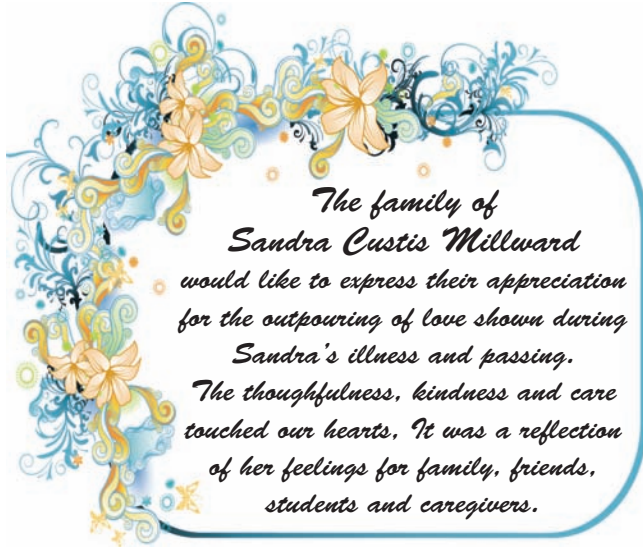 The family of
Sandra Custis Millward
would like to express their appreciation
for the outpouring of love shown during
Sandra's illness and passing.
The thoughtfulness, kindness and care
touched our hearts, It was a reflection
of her feelings for family, friends,
students and caregivers.